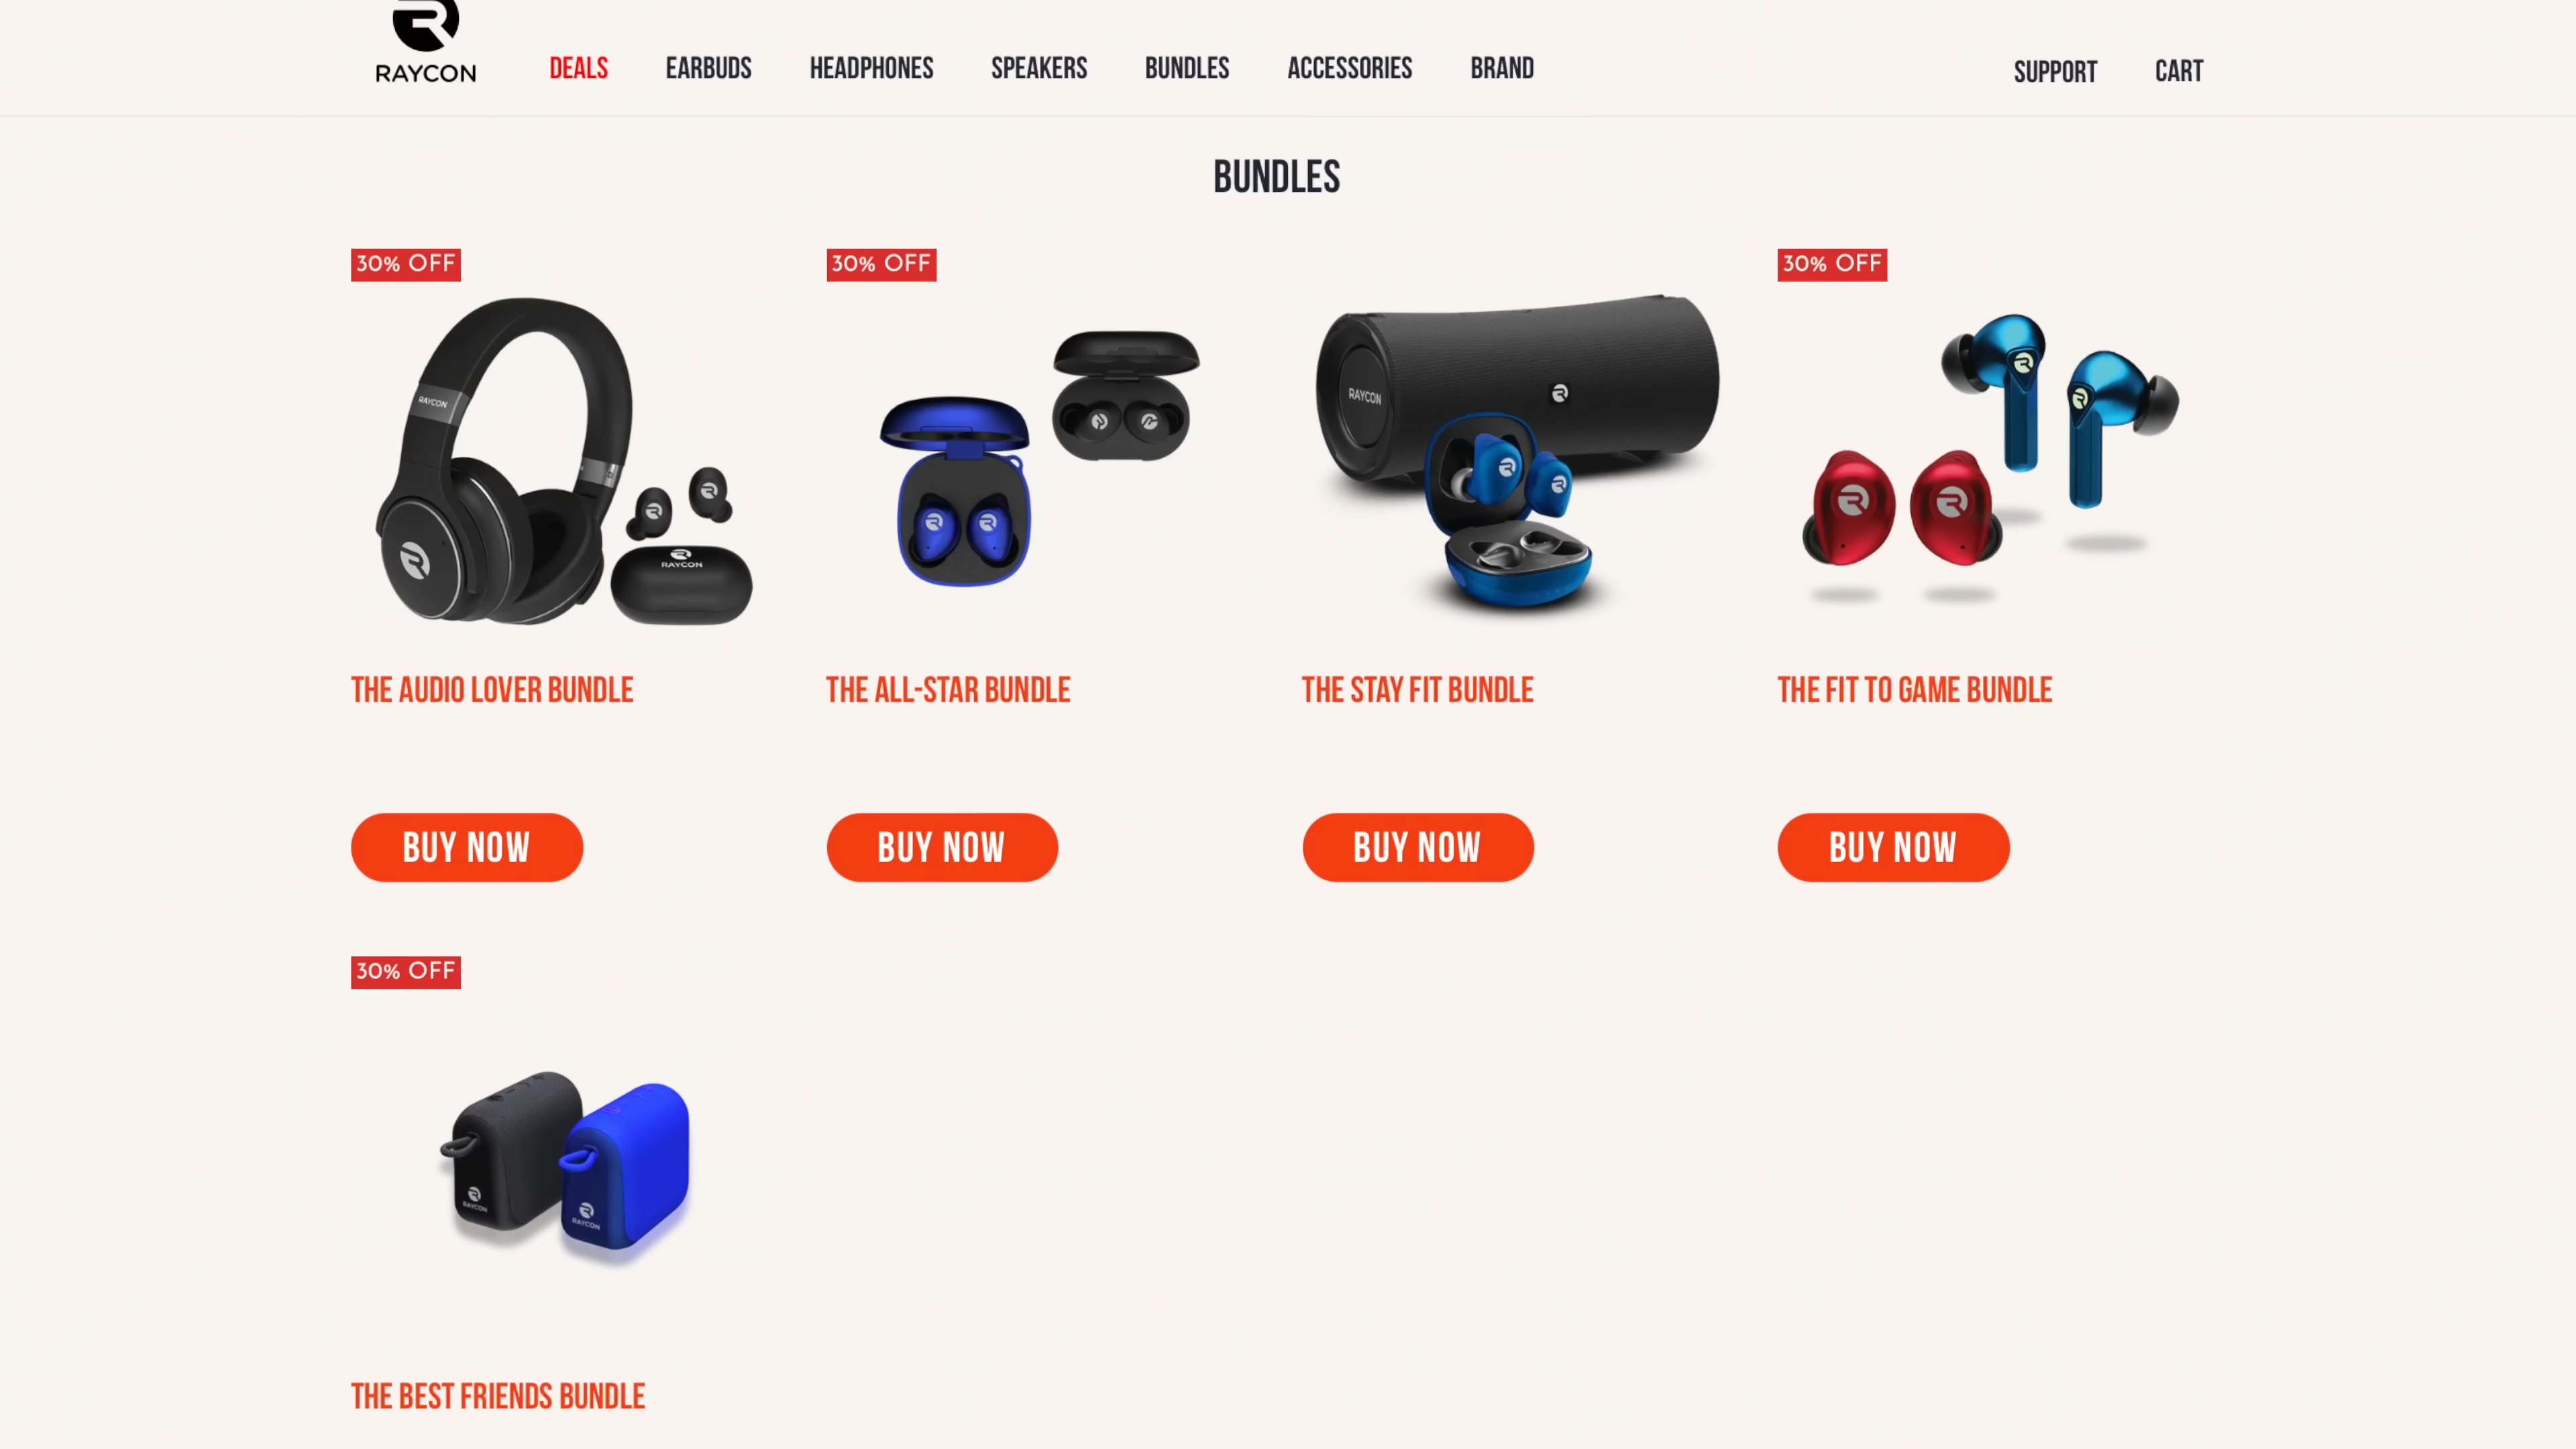 RAYCON
DEALS
EARBUDS
HEADPHONES
SPEAKERS
BUNDLES
ACCESSORIES
BRAND
SUPPORT
CART
BUNDLES
30% OFF
30% OFF
30% OFF
RAYCON
RAYCON
RAYCON
THE AUDIO LOVER BUNDLE
THE ALL-STAR BUNDLE
THE STAY FIT BUNDLE
THE FIT TO GAME BUNDLE
BUY NOW
BUY NOW
BUY NOW
BUY NOW
30% OFF
RAYCON
RAYCON
THE BEST FRIENDS BUNDLE